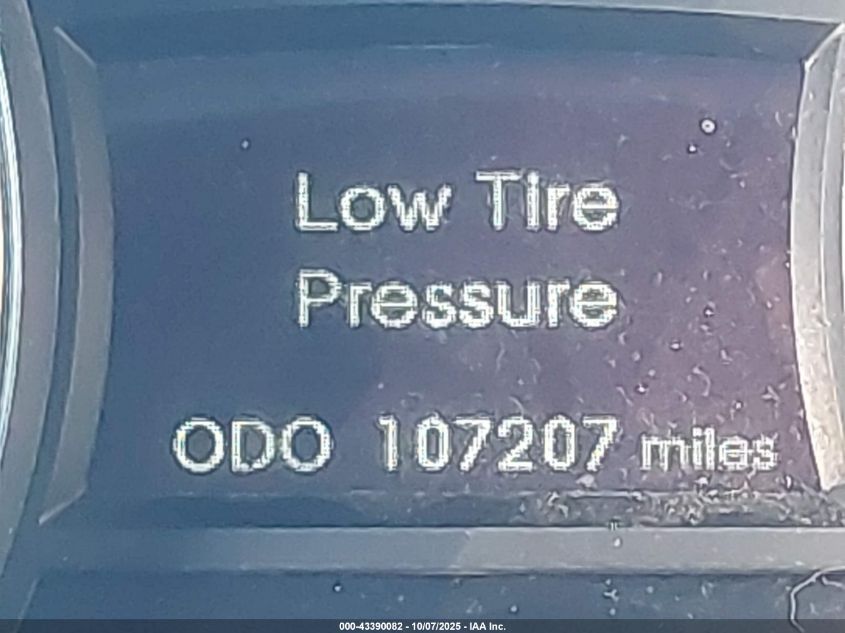 Low Tire
Pressure
ODO 107207 miles
000-43390082 - 10/07/2025 - IAA Inc.